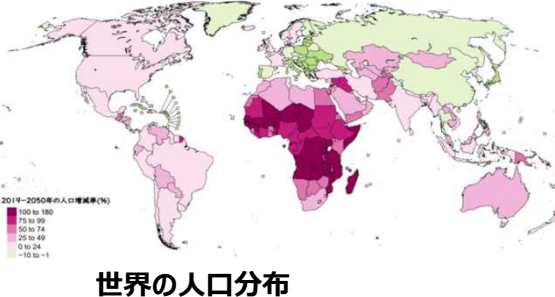 2019-2050年の人口増減率(%)
100 to 180
75 to 99
50 to 74
25 to 49
0 to 24
-10 to -1
世界の人口分布